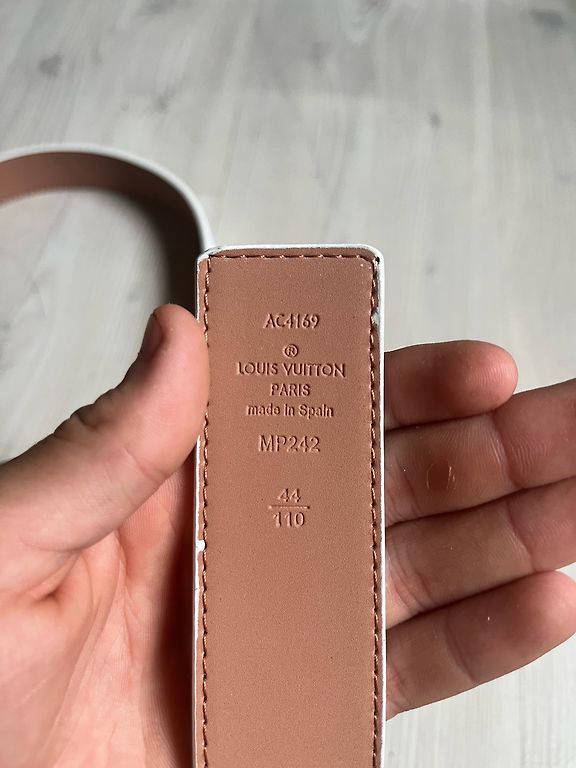 AC4169
®
LOUIS VUITTON
PARIS
made in Spain
MP242
44
110